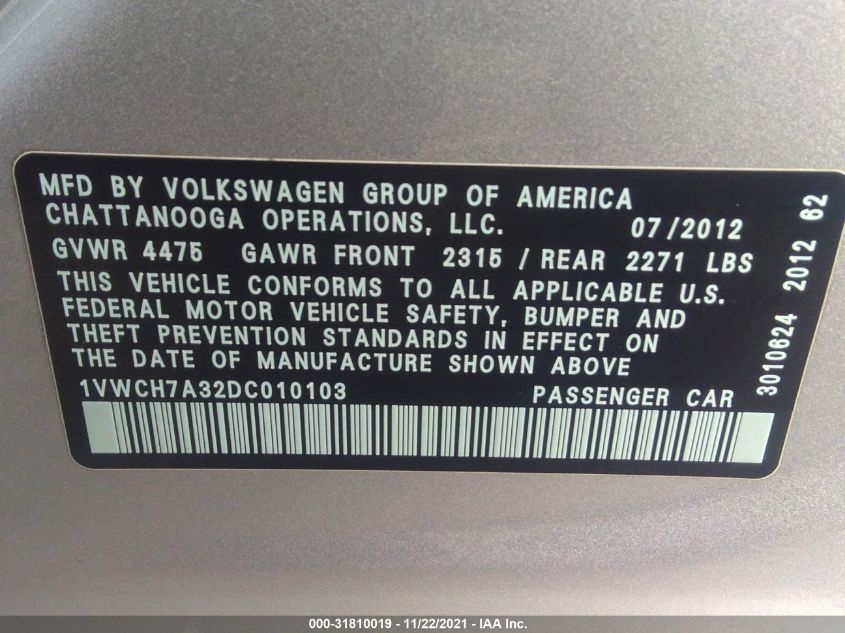 MFD BY VOLKSWAGEN GROUP OF AMERICA
CHATTANOOGA OPERATIONS, LLC. 07/2012
GVWR 4475 GAWR FRONT 2315 / REAR 2271 LBS
THIS VEHICLE CONFORMS TO ALL APPLICABLE U.S.
FEDERAL MOTOR VEHICLE SAFETY, BUMPER AND
THEFT PREVENTION STANDARDS IN EFFECT ON
THE DATE OF MANUFACTURE SHOWN ABOVE
1VWCH7A32DC010103 PASSENGER CAR
3010624 2012 62
000-31810019 - 11/22/2021 - IAA Inc.